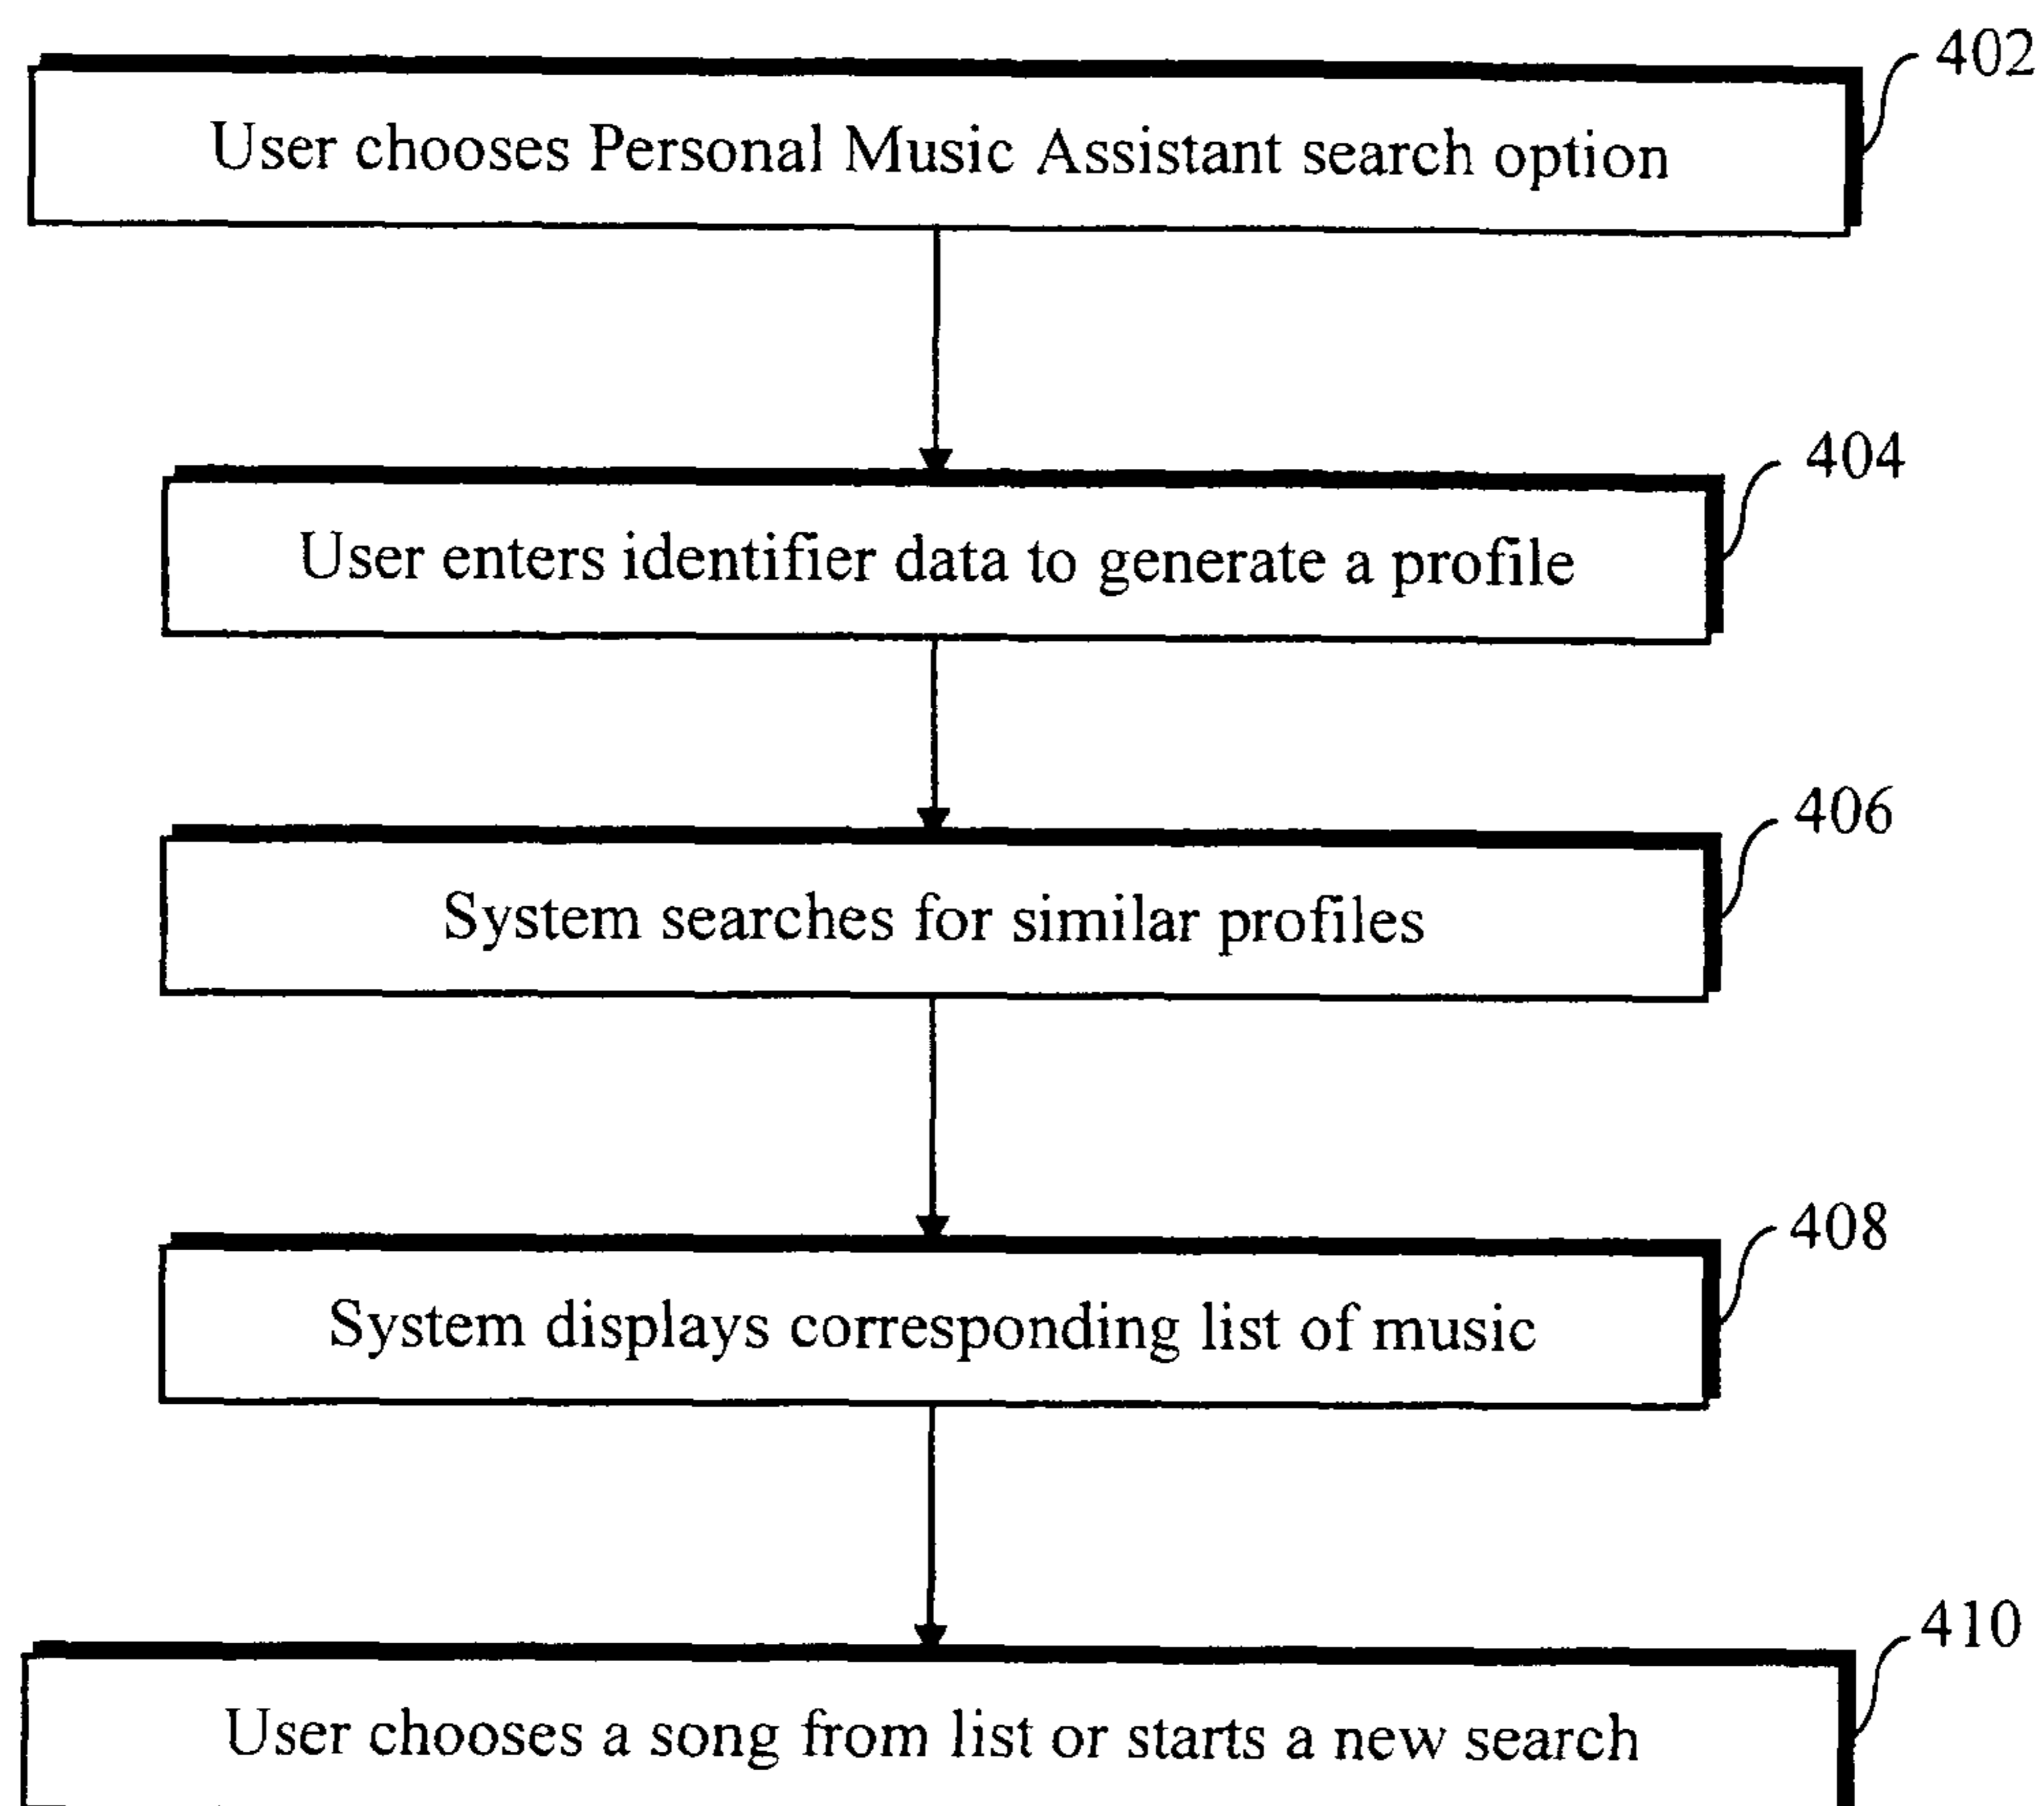 402
User chooses Personal Music Assistant search option
404
User enters identifier data to generate a profile
406
System searches for similar profiles
408
System displays corresponding list of music
410
User chooses a song from list or starts a new search